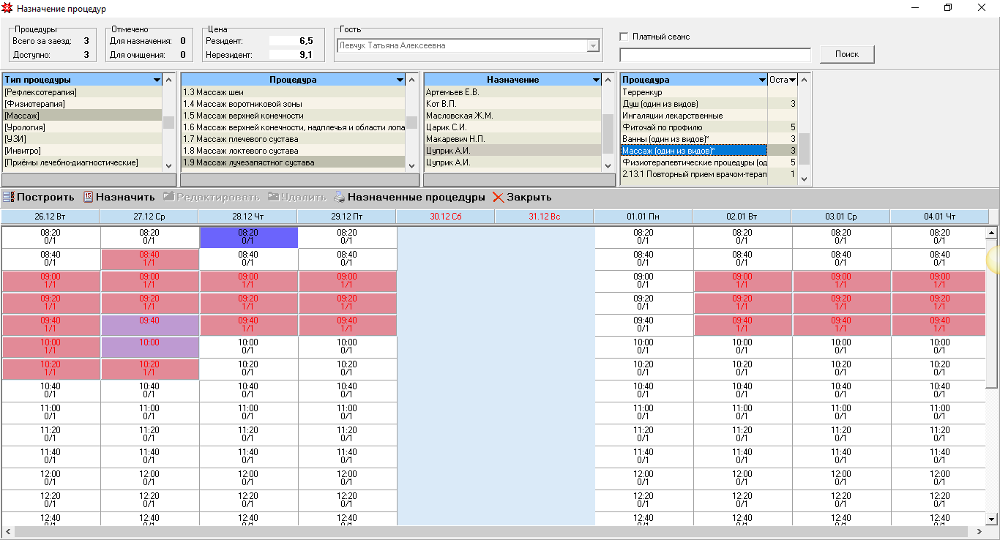 Назначение процедур
Процедуры
Всего за заезд: 3
Доступно: 3
Отмечено
Для назначения: 0
Для очищения: 0
Цена
Резидент: 6,5
Нерезидент: 9,1
Гость
Левчук Татьяна Алексеевна
Платный сеанс
Поиск
Тип процедуры
[Рефлексотерапия]
[Физиотерапия]
[Массаж]
[Урология]
[УЗИ]
[Инвитро]
[Приёмы лечебно-диагностические]
Процедура
1.3 Массаж шеи
1.4 Массаж воротниковой зоны
1.5 Массаж верхней конечности
1.6 Массаж верхней конечности, надплечья и области лопа
1.7 Массаж плечевого сустава
1.8 Массаж локтевого сустава
1.9 Массаж лучезапястног сустава
Назначение
Артемьев Е.В.
Кот В.П.
Масловская Ж.М.
Царик С.И.
Макаревич Н.П.
Цуприк А.И.
Цуприк А.И.
Процедура Оста
Терренкур
Душ (один из видов) 3
Ингаляции лекарственные
Фиточай по профилю 5
Ванны (один из видов)* 3
Массаж (один из видов)* 3
Физиотерапевтические процедуры (од 5
2.13.1 Повторный прием врачом-терап 1
Построить 15 Назначить Редактировать Удалить Назначенные процедуры Закрыть
26.12 Вт 27.12 Ср 28.12 Чт 29.12 Пт 30.12 Сб 31.12 Вс 01.01 Пн 02.01 Вт 03.01 Ср 04.01 Чт
08:20 08:20 08:20 08:20 08:20 08:20 08:20 08:20
0/1 0/1 0/1 0/1 0/1 0/1 0/1 0/1
08:40 08:40 08:40 08:40 08:40 08:40 08:40 08:40
0/1 1/1 0/1 0/1 0/1 0/1 0/1 0/1
09:00 09:00 09:00 09:00 09:00 09:00 09:00 09:00
1/1 1/1 1/1 1/1 0/1 1/1 1/1 1/1
09:20 09:20 09:20 09:20 09:20 09:20 09:20 09:20
1/1 1/1 1/1 1/1 0/1 1/1 1/1 1/1
09:40 09:40 09:40 09:40 09:40 09:40 09:40 09:40
1/1 1/1 1/1 0/1 1/1 1/1 1/1
10:00 10:00 10:00 10:00 10:00 10:00 10:00 10:00
1/1 0/1 0/1 0/1 0/1 0/1 0/1
10:20 10:20 10:20 10:20 10:20 10:20 10:20 10:20
1/1 1/1 0/1 0/1 0/1 0/1 0/1 0/1
10:40 10:40 10:40 10:40 10:40 10:40 10:40 10:40
0/1 0/1 0/1 0/1 0/1 0/1 0/1 0/1
11:00 11:00 11:00 11:00 11:00 11:00 11:00 11:00
0/1 0/1 0/1 0/1 0/1 0/1 0/1 0/1
11:20 11:20 11:20 11:20 11:20 11:20 11:20 11:20
0/1 0/1 0/1 0/1 0/1 0/1 0/1 0/1
11:40 11:40 11:40 11:40 11:40 11:40 11:40 11:40
0/1 0/1 0/1 0/1 0/1 0/1 0/1 0/1
12:00 12:00 12:00 12:00 12:00 12:00 12:00 12:00
0/1 0/1 0/1 0/1 0/1 0/1 0/1 0/1
12:20 12:20 12:20 12:20 12:20 12:20 12:20 12:20
0/1 0/1 0/1 0/1 0/1 0/1 0/1 0/1
12:40 12:40 12:40 12:40 12:40 12:40 12:40 12:40